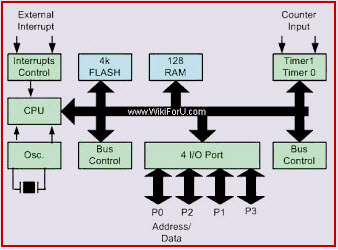 External
Interrupt
Counter
Input
Interrupts
Control
4k
FLASH
128
RAM
Timer1
Timer 0
CPU
www.WikiForU.com
Osc.
Bus
Control
4 I/O Port
Bus
Control
P0 P2 P1 P3
Address/
Data